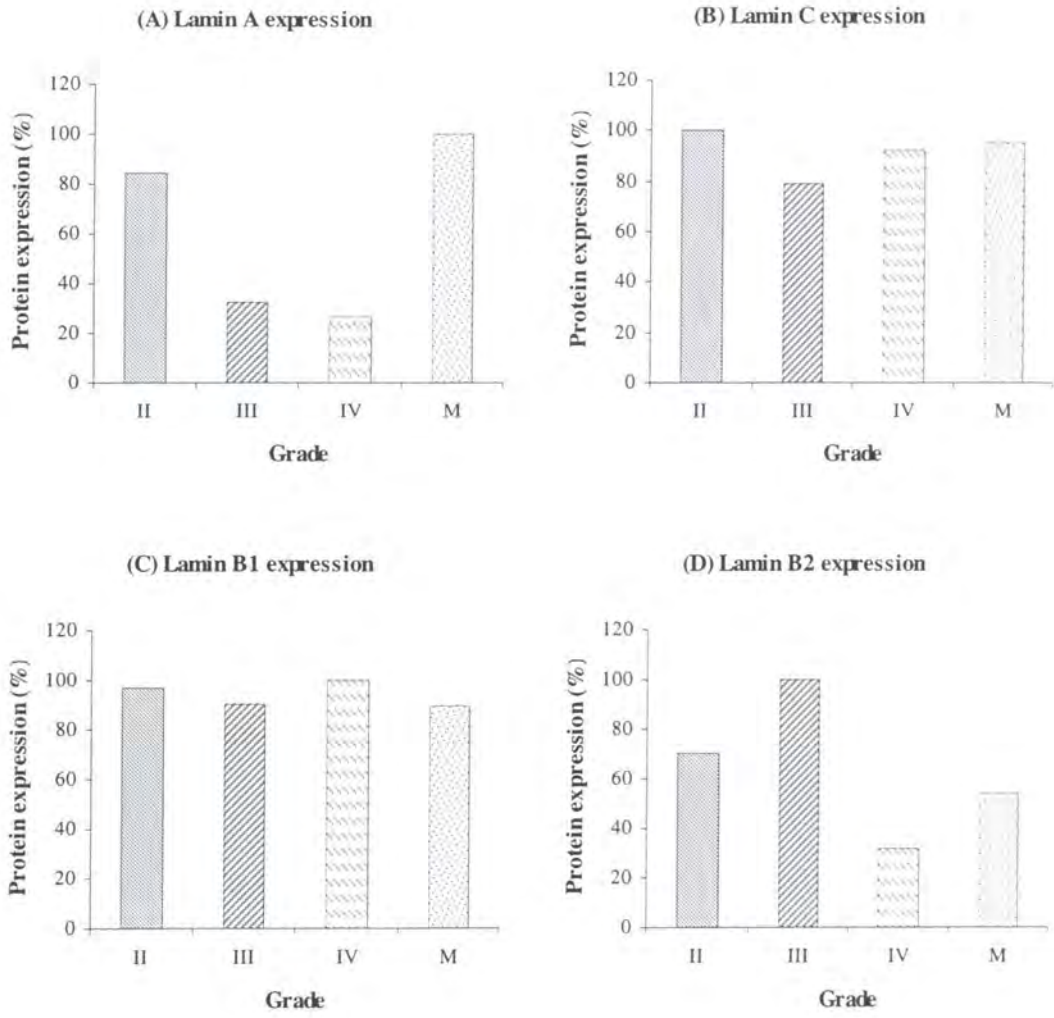 (A) Lamin A expression
Protein expression (%)
120
100
80
60
40
20
0
II III IV M
Grade
(B) Lamin C expression
Protein expression (%)
120
100
80
60
40
20
0
II III IV M
Grade
(C) Lamin B1 expression
Protein expression (%)
120
100
80
60
40
20
0
II III IV M
Grade
(D) Lamin B2 expression
Protein expression (%)
120
100
80
60
40
20
0
II III IV M
Grade